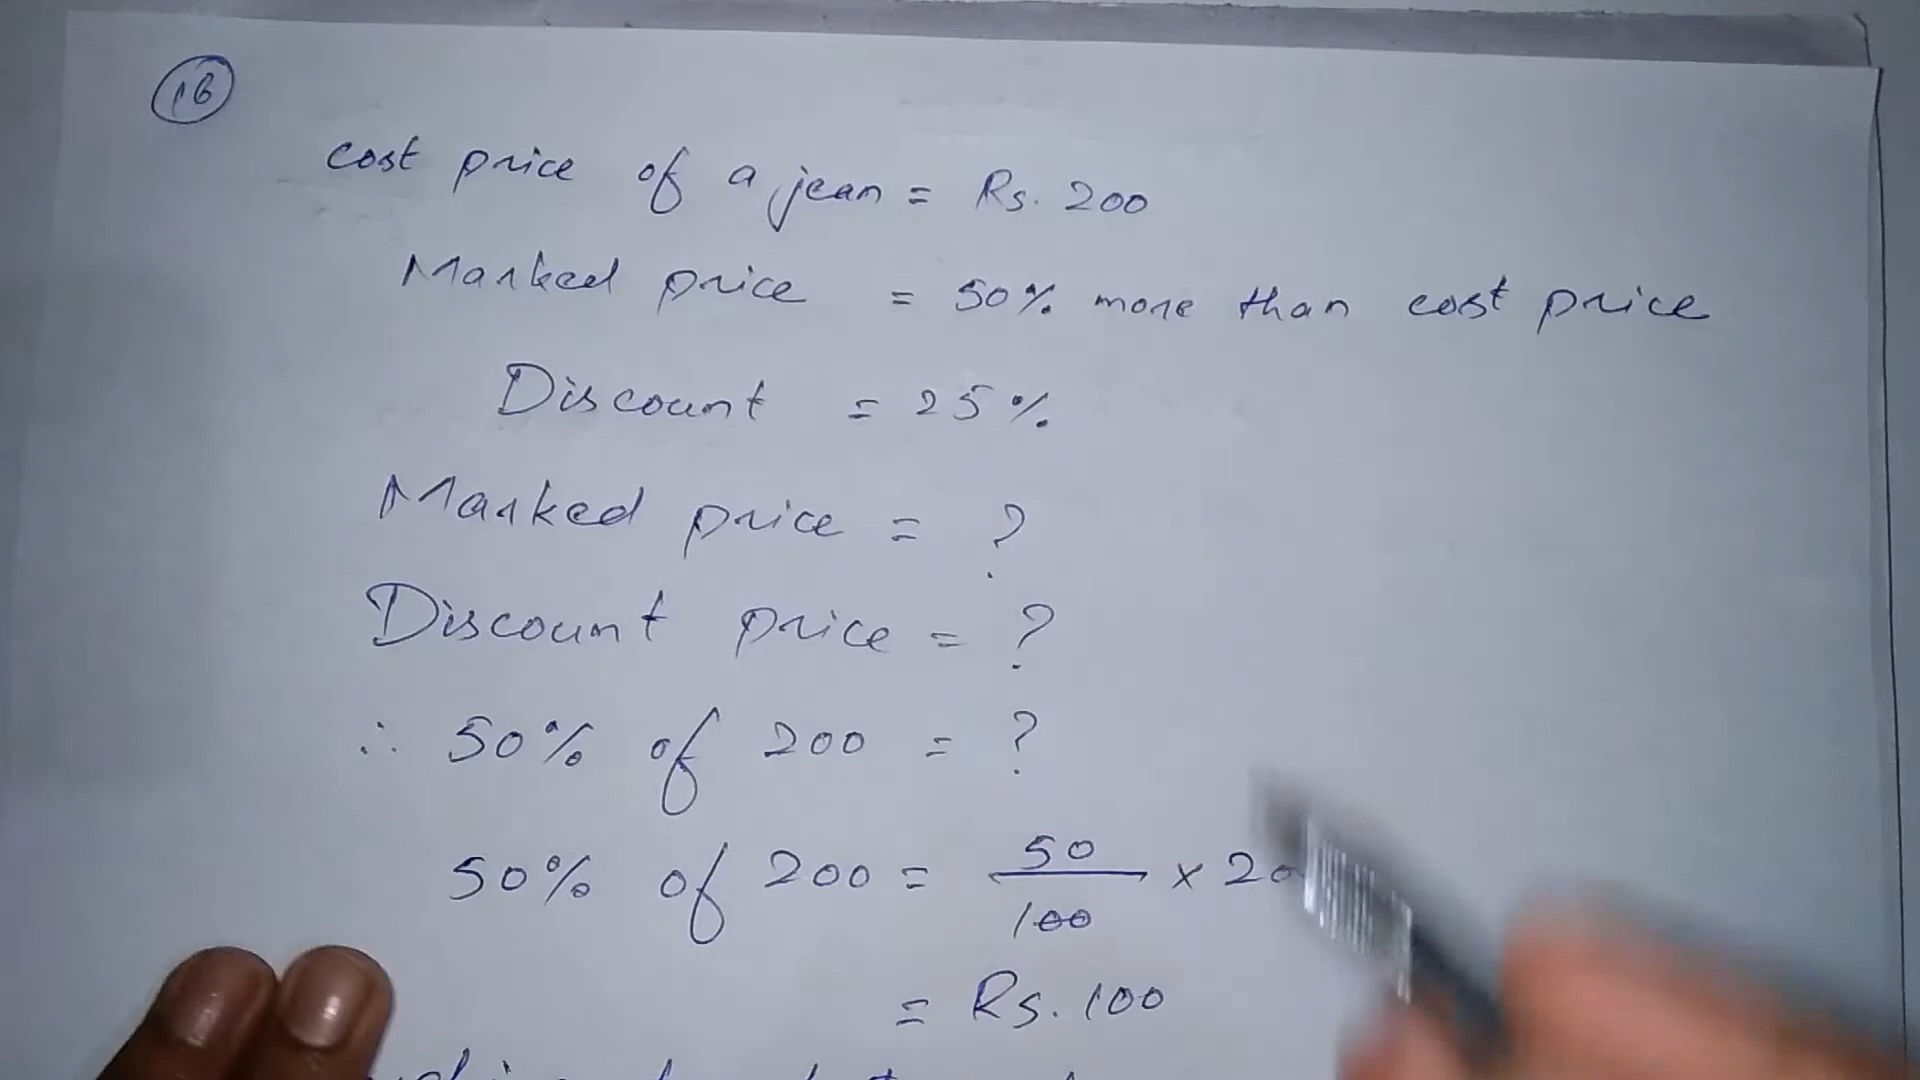 16
cost price of a jean = Rs. 200
Marked price = 50% more than cost price
Discount = 25%
Marked price = ?
Discount price = ?
∴ 50% of 200 = ?
50% of 200 = 50/100 × 20
= Rs. 100